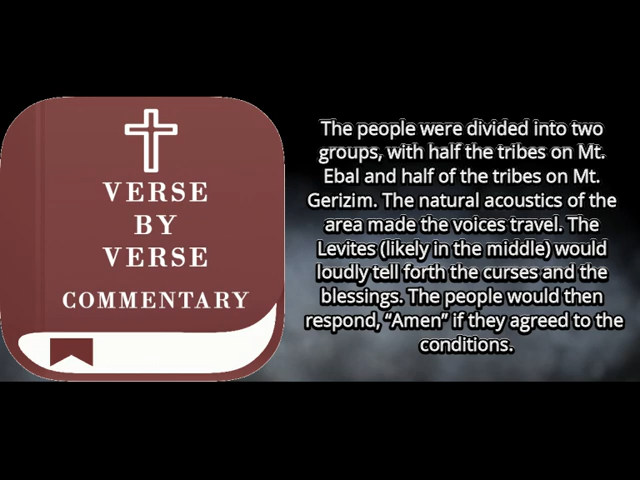 VERSE
BY
VERSE
COMMENTARY
The people were divided into two
groups, with half the tribes on Mt.
Ebal and half of the tribes on Mt.
Gerizim. The natural acoustics of the
area made the voices travel. The
Levites (likely in the middle) would
loudly tell forth the curses and the
blessings. The people would then
respond, “Amen” if they agreed to the
conditions.